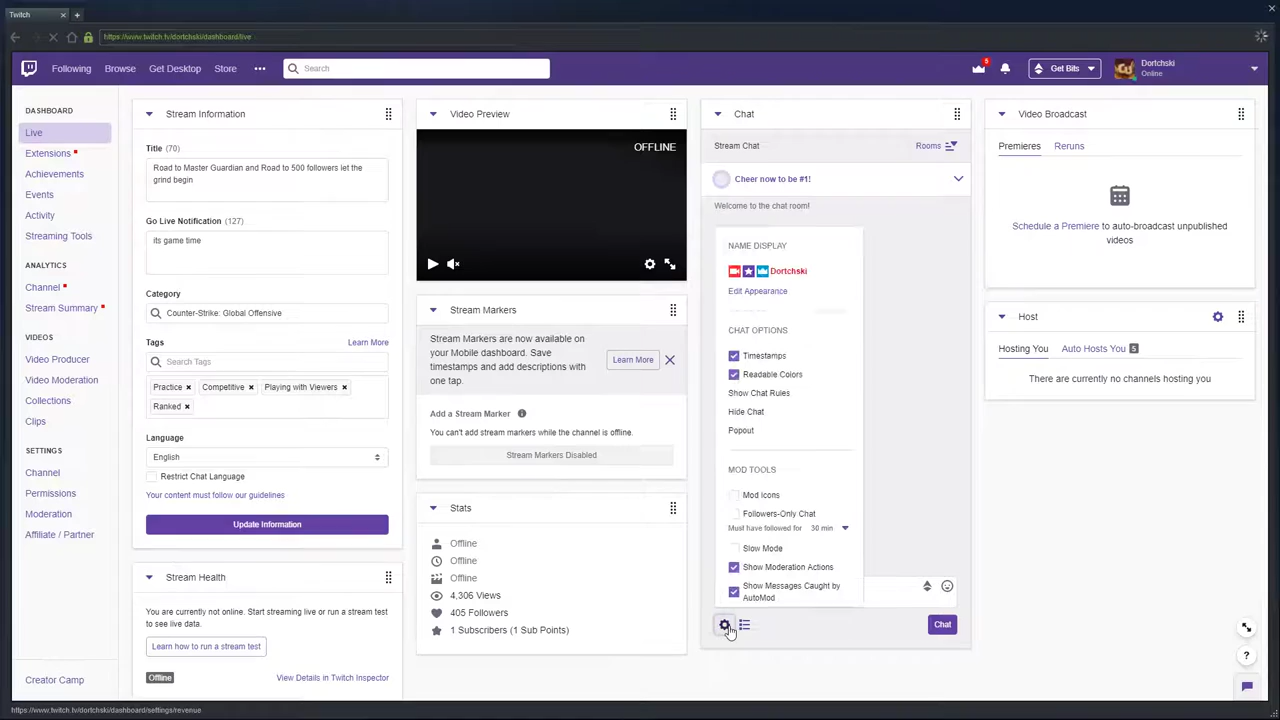 Twitch
https://www.twitch.tv/dortchski/dashboard/live
Following Browse Get Desktop Store
Search
6
Get Bits
Dortchski
Online
DASHBOARD
Live
Extensions
Achievements
Events
Activity
Streaming Tools
ANALYTICS
Channel
Stream Summary
VIDEOS
Video Producer
Video Moderation
Collections
Clips
SETTINGS
Channel
Permissions
Moderation
Affiliate / Partner
Creator Camp
Stream Information
Title (70)
Road to Master Guardian and Road to 500 followers let the
grind begin
Go Live Notification (127)
its game time
Category
Counter-Strike: Global Offensive
Tags
Learn More
Search Tags
Practice Competitive Playing with Viewers
Ranked
Language
English
Restrict Chat Language
Your content must follow our guidelines
Update Information
Stream Health
You are currently not online. Start streaming live or run a stream test
to see live data.
Learn how to run a stream test
Offline
View Details in Twitch Inspector
Video Preview
OFFLINE
Stream Markers
Stream Markers are now available on
your Mobile dashboard. Save
timestamps and add descriptions with
one tap.
Learn More
Add a Stream Marker
You can't add stream markers while the channel is offline.
Stream Markers Disabled
Stats
Offline
Offline
Offline
4,306 Views
405 Followers
1 Subscribers (1 Sub Points)
Chat
Stream Chat
Rooms
Cheer now to be #1!
Welcome to the chat room!
NAME DISPLAY
Dortchski
Edit Appearance
CHAT OPTIONS
Timestamps
Readable Colors
Show Chat Rules
Hide Chat
Popout
MOD TOOLS
Mod Icons
Followers-Only Chat
Must have followed for 30 min
Slow Mode
Show Moderation Actions
Show Messages Caught by
AutoMod
Chat
Video Broadcast
Premieres Reruns
Schedule a Premiere to auto-broadcast unpublished
videos
Host
Hosting You Auto Hosts You 5
There are currently no channels hosting you
?
https://www.twitch.tv/dortchski/dashboard/settings/revenue